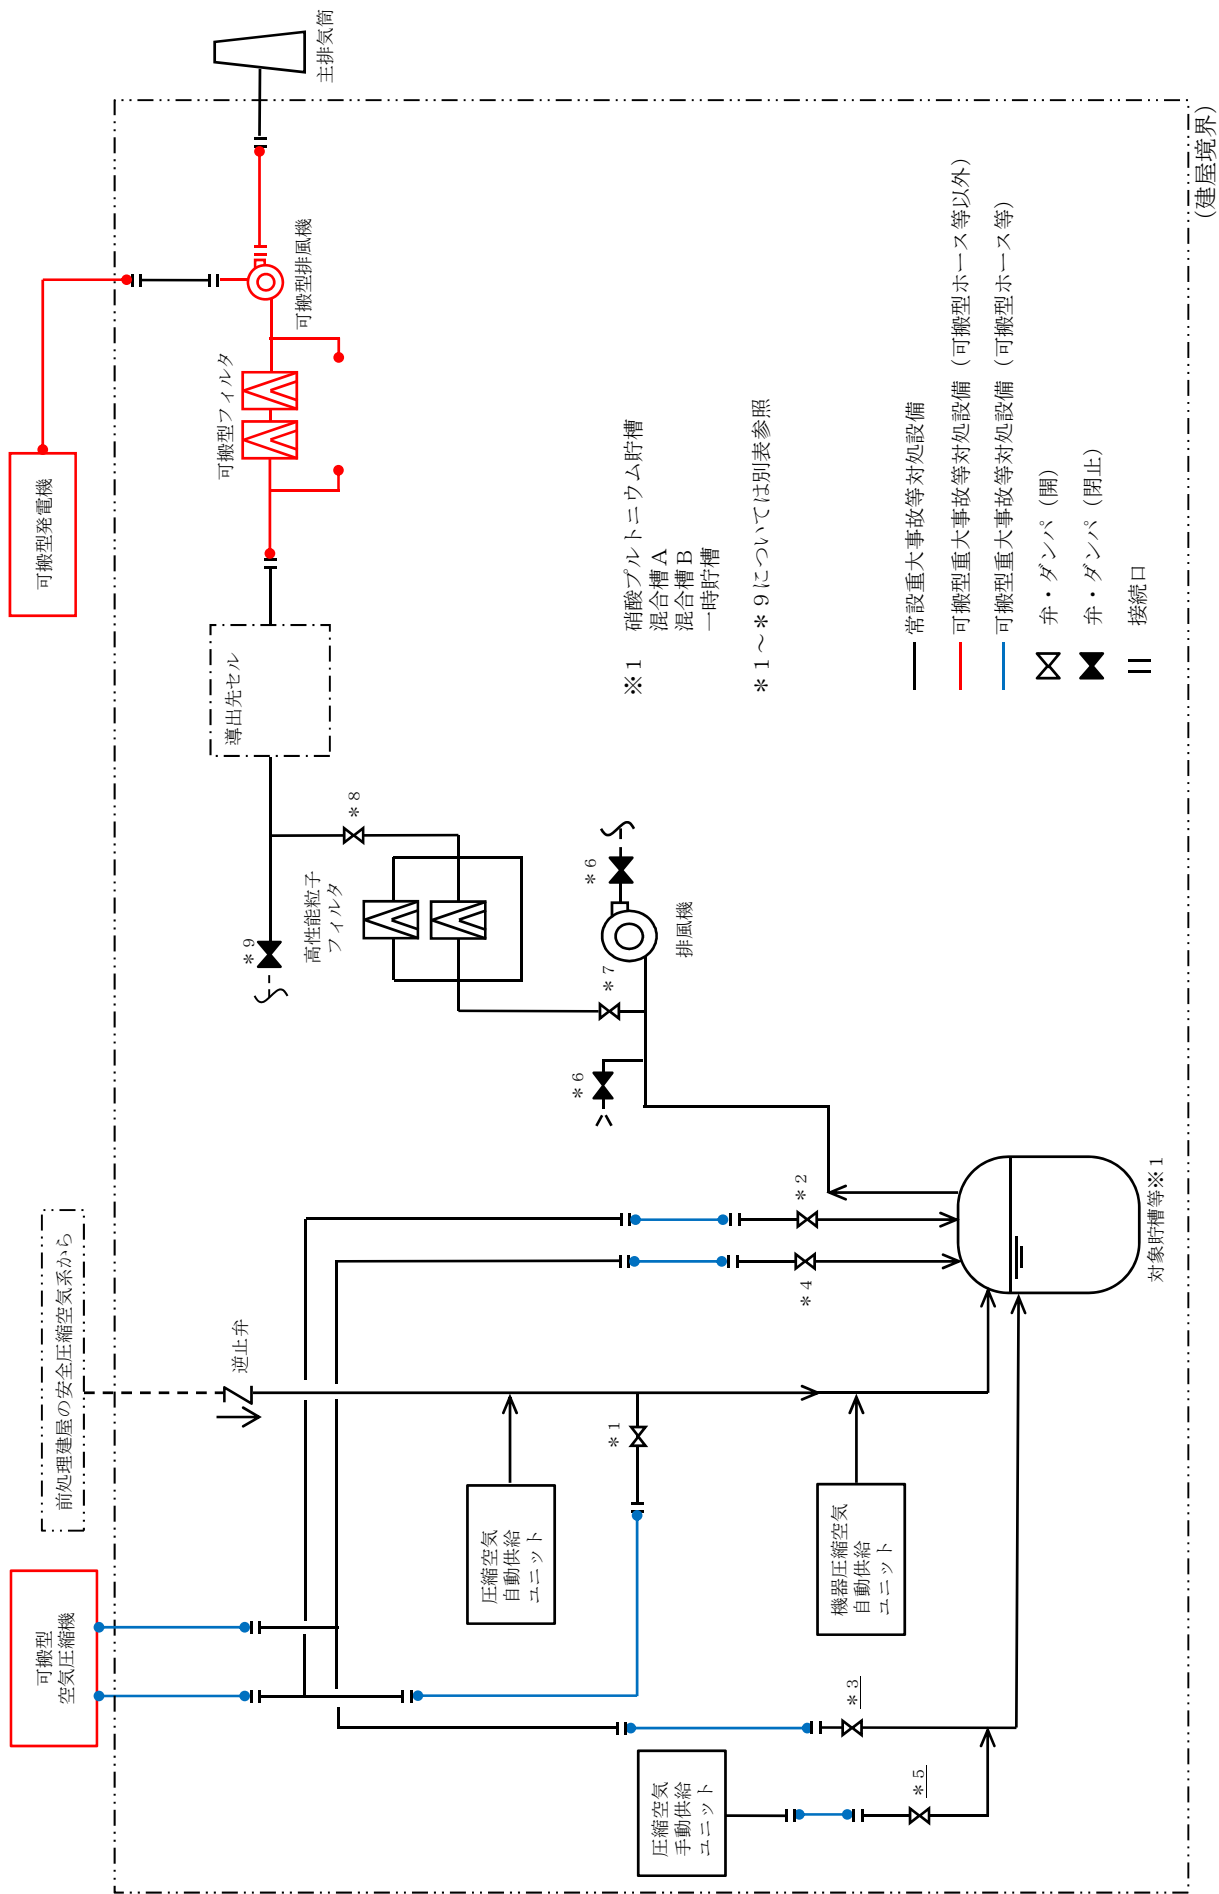 可搬型
空気圧縮機
前処理建屋の安全圧縮空気系から
可搬型発電機
逆止弁
＊9
導出先セル
可搬型フィルタ
可搬型排風機
主排気筒
高性能粒子
フィルタ
＊8
圧縮空気
自動供給
ユニット
＊1
＊6
＊7
＊6
排風機
圧縮空気
手動供給
ユニット
＊3
＊5
機器圧縮空気
自動供給
ユニット
＊4
＊2
対象貯槽等※1
※1　硝酸プルトニウム貯槽
混合槽A
混合槽B
一時貯槽
＊1～＊9については別表参照
常設重大事故等対処設備
可搬型重大事故等対処設備（可搬型ホース等以外）
可搬型重大事故等対処設備（可搬型ホース等）
弁・ダンパ（開）
弁・ダンパ（閉止）
接続口
（建屋境界）